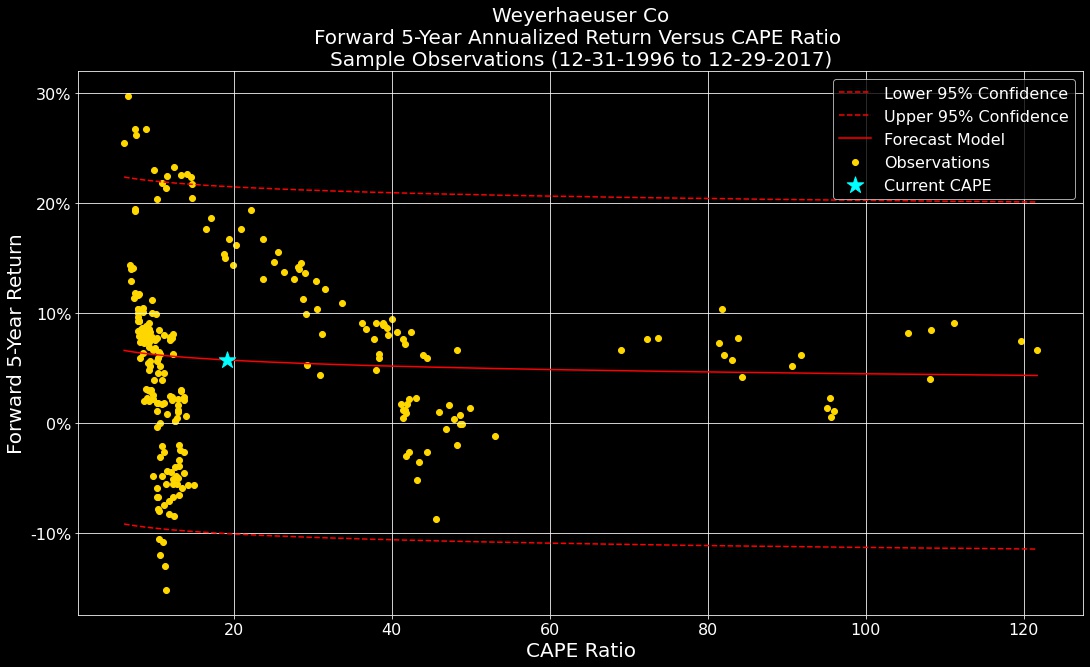 Weyerhaeuser Co
Forward 5-Year Annualized Return Versus CAPE Ratio
Sample Observations (12-31-1996 to 12-29-2017)
Lower 95% Confidence
Upper 95% Confidence
Forecast Model
Observations
Current CAPE
Forward 5-Year Return
30%
20%
10%
0%
-10%
20 40 60 80 100 120
CAPE Ratio